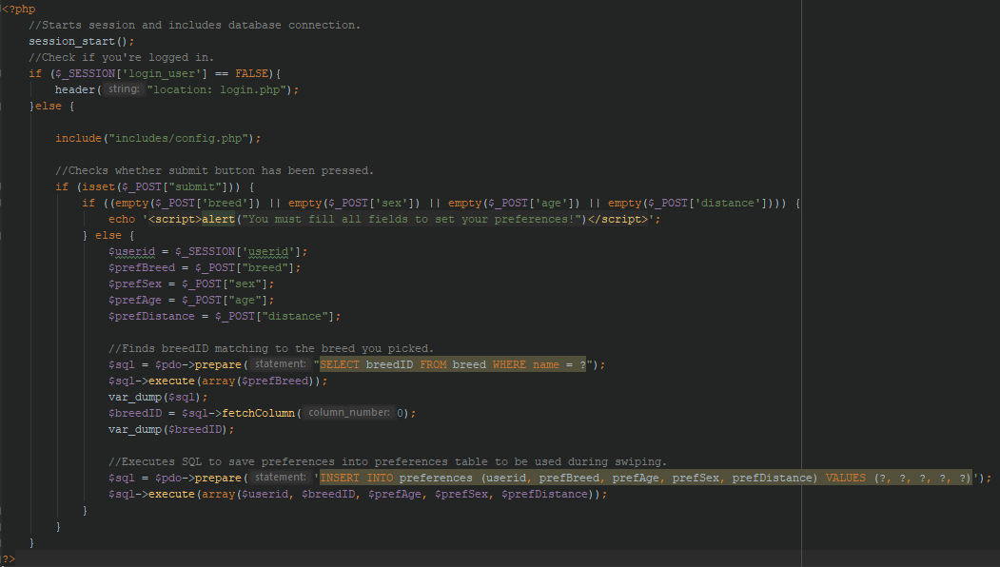 <?php
//Starts session and includes database connection.
session_start();
//Check if you're logged in.
if ($_SESSION['login_user'] == FALSE){
header( string: "location: login.php");
}else {
include("includes/config.php");
//Checks whether submit button has been pressed.
if (isset($_POST["submit"])) {
if ((empty($_POST['breed']) || empty($_POST['sex']) || empty($_POST['age']) || empty($_POST['distance']))) {
echo '<script>alert("You must fill all fields to set your preferences!")</script>';
} else {
$userid = $_SESSION['userid'];
$prefBreed = $_POST["breed"];
$prefSex = $_POST["sex"];
$prefAge = $_POST["age"];
$prefDistance = $_POST["distance"];
//Finds breedID matching to the breed you picked.
$sql = $pdo->prepare( statement: "SELECT breedID FROM breed WHERE name = ?");
$sql->execute(array($prefBreed));
var_dump($sql);
$breedID = $sql->fetchColumn( column_number: 0);
var_dump($breedID);
//Executes SQL to save preferences into preferences table to be used during swiping.
$sql = $pdo->prepare( statement: 'INSERT INTO preferences (userid, prefBreed, prefAge, prefSex, prefDistance) VALUES (?, ?, ?, ?, ?)');
$sql->execute(array($userid, $breedID, $prefAge, $prefSex, $prefDistance));
}
}
}
?>